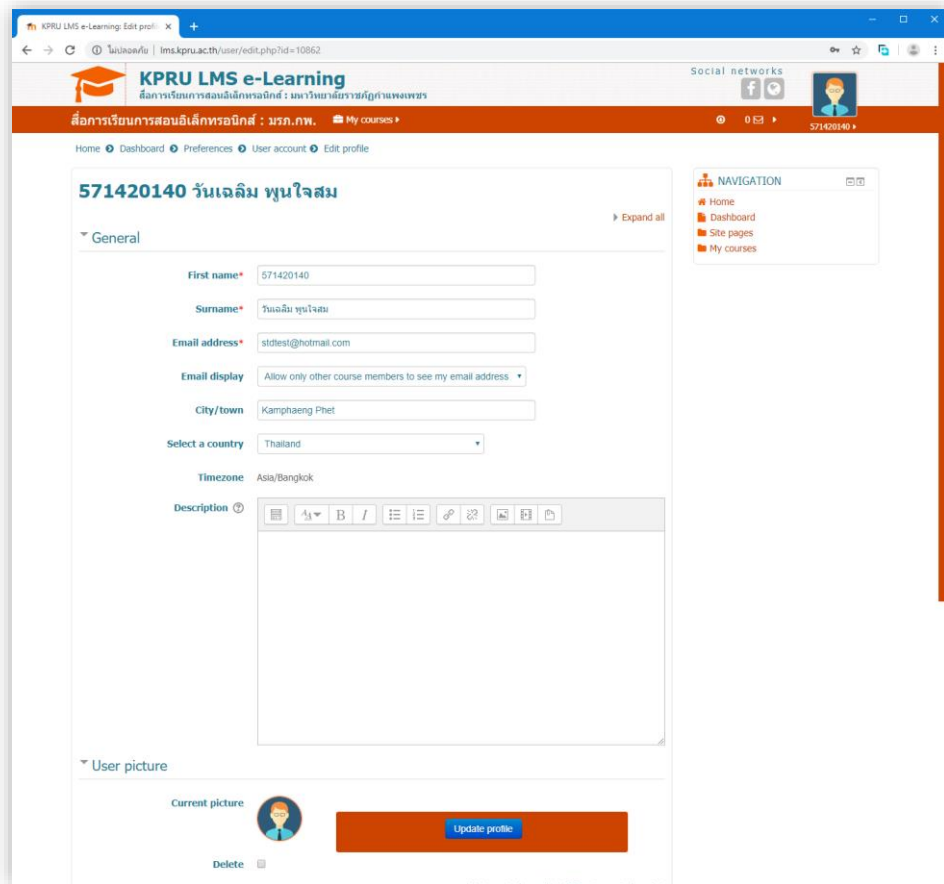 KPRU LMS e-Learning: Edit profi
ไม่ปลอดภัย | lms.kpru.ac.th/user/edit.php?id=10862
KPRU LMS e-Learning
สื่อการเรียนการสอนอิเล็กทรอนิกส์ : มหาวิทยาลัยราชภัฏกำแพงเพชร
Social networks
สื่อการเรียนการสอนอิเล็กทรอนิกส์ : มรภ.กพ. My courses
0
571420140
Home Dashboard Preferences User account Edit profile
571420140 วันเฉลิม พูนใจสม
Expand all
General
First name* 571420140
Surname* วันเฉลิม พูนใจสม
Email address* stdtest@hotmail.com
Email display Allow only other course members to see my email address
City/town Kamphaeng Phet
Select a country Thailand
Timezone Asia/Bangkok
Description
B I
User picture
Current picture
Update profile
Delete
NAVIGATION
Home
Dashboard
Site pages
My courses